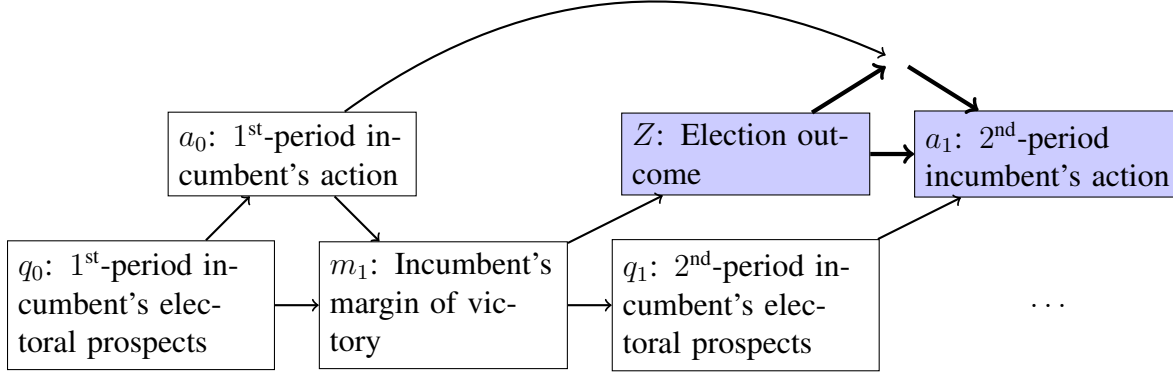 a₀: 1ˢᵗ-period in-
cumbent's action
Z: Election out-
come
a₁: 2ⁿᵈ-period
incumbent's action
q₀: 1ˢᵗ-period in-
cumbent's elec-
toral prospects
m₁: Incumbent's
margin of vic-
tory
q₁: 2ⁿᵈ-period in-
cumbent's elec-
toral prospects
...